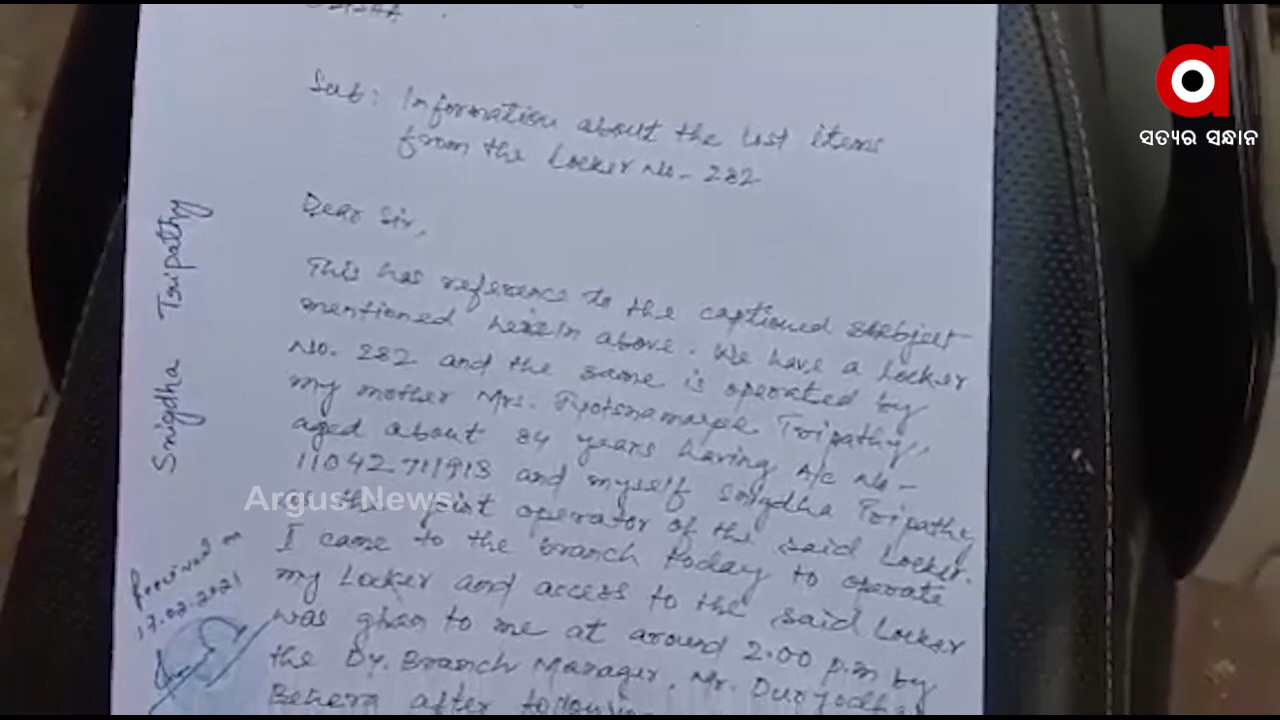 ସତ୍ୟର ସନ୍ଧାନ
Sub: Information about the lost items
from the Locker No- 282
Dear Sir,
This has reference to the captioned subject
mentioned herein above. We have a Locker
No. 282 and the same is operated by
my mother Mrs. Tripathy,
aged about 84 years having A/c No-
11042711913 and myself Snigdha Tripathy
the joint operator of the said Locker.
I came to the branch today to operate
my Locker and access to the said Locker
was given to me at around 2.00 p.m by
the Dy. Branch Manager, Mr.
Behera after following
Snigdha Tripathy
Received on
17.02.2021
Argus News